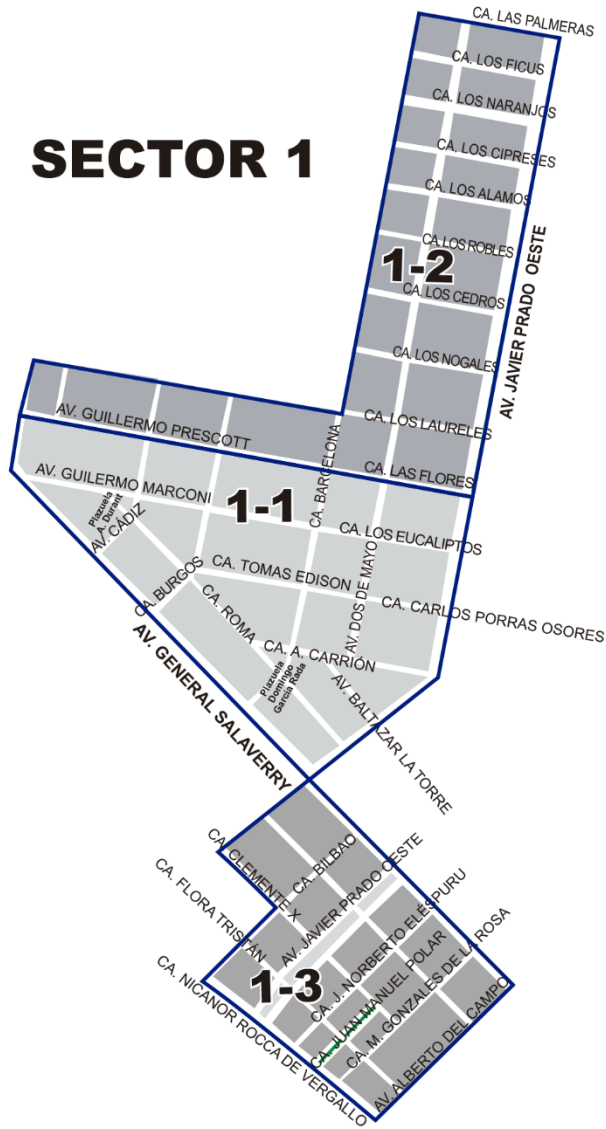 CA. LAS PALMERAS
CA. LOS FICUS
CA. LOS NARANJOS
SECTOR 1
CA. LOS CIPRESES
CA. LOS ALAMOS
CA. LOS ROBLES
1-2
CA. LOS CEDROS
AV. JAVIER PRADO OESTE
CA. LOS NOGALES
CA. LOS LAURELES
AV. GUILLERMO PRESCOTT
CA. BARCELONA
CA. LAS FLORES
AV. GUILERMO MARCONI
1-1
Plazuela
A. Durant
AV. CADIZ
CA. LOS EUCALIPTOS
CA. TOMAS EDISON
AV. DOS DE MAYO
CA. BURGOS
CA. CARLOS PORRAS OSORES
CA. ROMA
CA. A. CARRIÓN
AV. GENERAL SALAVERRY
Plazuela
Domingo
García Rada
AV. BALTAZAR LA TORRE
CA. CLEMENTE X
CA. BILBAO
AV. JAVIER PRADO OESTE
CA. FLORA TRISTÁN
CA. J. NORBERTO ELÉSPURU
1-3
CA. JUAN MANUEL POLAR
CA. M. GONZALES DE LA ROSA
CA. NICANOR ROCCA DE VERGALLO
AV. ALBERTO DEL CAMPO